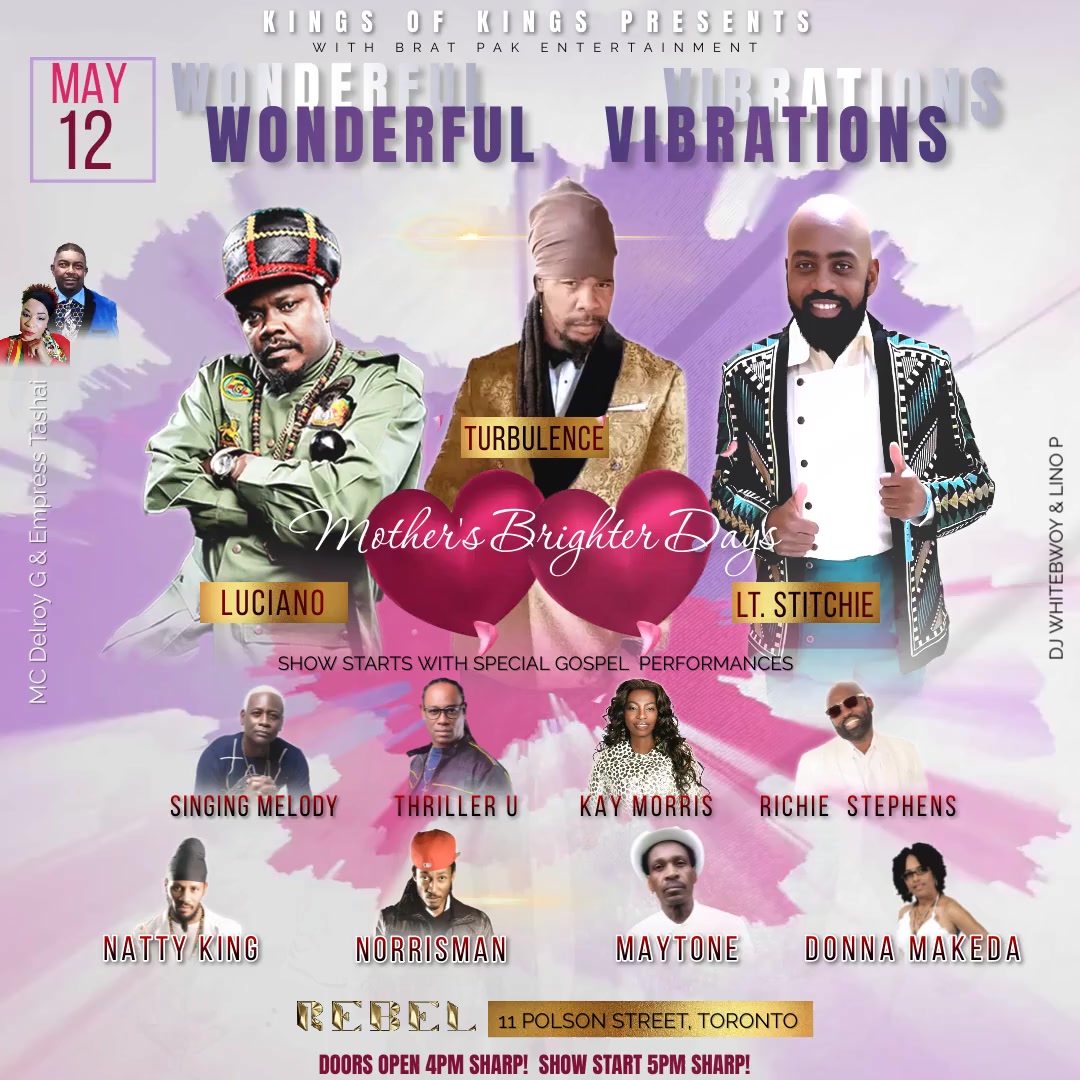 KINGS OF KINGS PRESENTS
WITH BRAT PAK ENTERTAINMENT
MAY
12
WONDERFUL VIBRATIONS
WONDERFUL VIBRATIONS
MC Delroy G & Empress Tashai
DJ WHITEBWOY & LINO P
TURBULENCE
Mother's Brighter Days
LUCIANO
LT. STITCHIE
SHOW STARTS WITH SPECIAL GOSPEL PERFORMANCES
SINGING MELODY THRILLER U KAY MORRIS RICHIE STEPHENS
NATTY KING NORRISMAN MAYTONE DONNA MAKEDA
REBEL 11 POLSON STREET, TORONTO
DOORS OPEN 4PM SHARP! SHOW START 5PM SHARP!